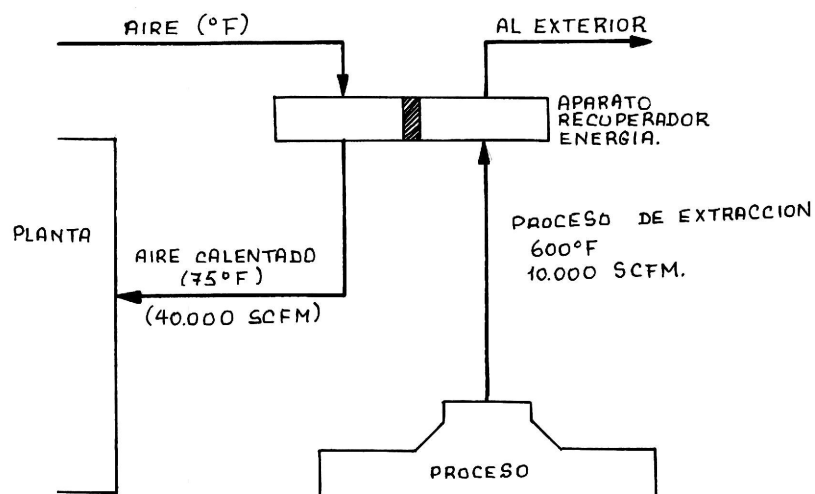 AIRE (°F)
AL EXTERIOR
APARATO
RECUPERADOR
ENERGIA.
PLANTA
AIRE CALENTADO
(75°F)
(40.000 SCFM)
PROCESO DE EXTRACCION
600°F
10.000 SCFM.
PROCESO